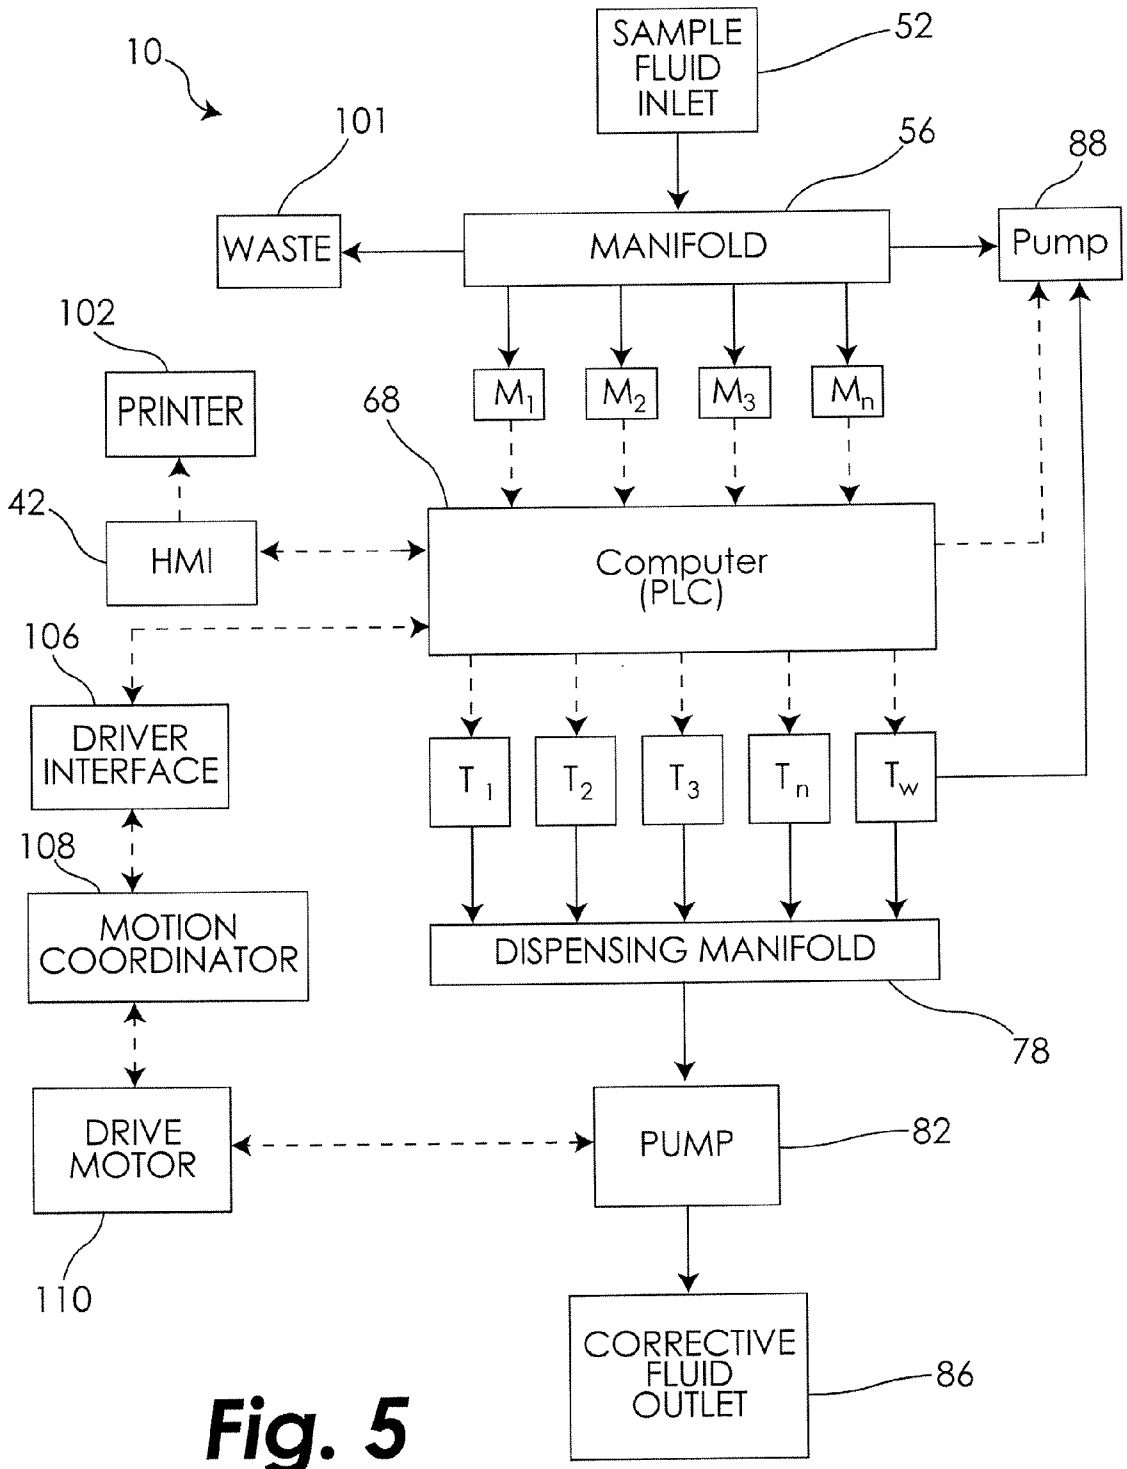 10
SAMPLE
FLUID
INLET
52
101
56
88
WASTE
MANIFOLD
Pump
102
PRINTER
M1
M2
M3
Mn
68
42
HMI
Computer
(PLC)
106
DRIVER
INTERFACE
T1
T2
T3
Tn
Tw
108
MOTION
COORDINATOR
DISPENSING MANIFOLD
78
DRIVE
MOTOR
PUMP
82
110
CORRECTIVE
FLUID
OUTLET
86
Fig. 5